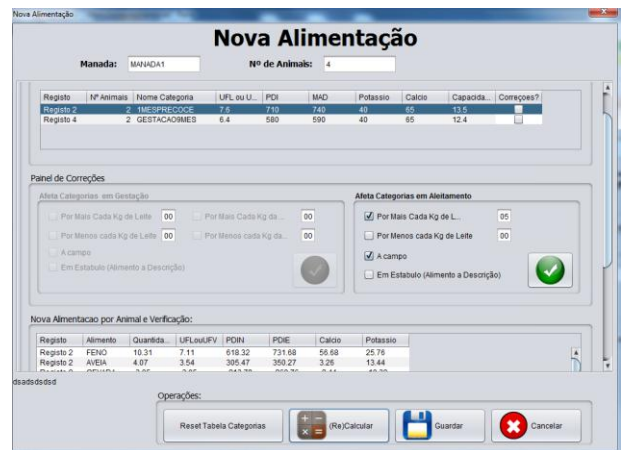 Nova Alimentação
Nova Alimentação
Manada: MANADA1 Nº de Animais: 4
Registo Nº Animais Nome Categoria UFL ou U... PDI MAD Potassio Calcio Capacida... Correçoes?
Registo 2 2 1MESPRECOCE 7.6 710 740 40 65 13.5
Registo 4 2 GESTACAO9MES 6.4 580 590 40 65 12.4
Painel de Correções
Afeta Categorias em Gestação
Por Mais Cada Kg de Leite 00 Por Mais Cada Kg da ... 00
Por Menos cada Kg de Leite 00 Por Menos cada Kg da... 00
A campo
Em Estabulo (Alimento a Descrição)
Afeta Categorias em Aleitamento
Por Mais Cada Kg de L... 05
Por Menos cada Kg de Leite 00
A campo
Em Estabulo (Alimento a Descrição)
Nova Alimentacao por Animal e Verificação:
Registo Alimento Quantida... UFLouUFV PDIN PDIE Calcio Potassio
Registo 2 FENO 10.31 7.11 618.32 731.68 56.68 25.76
Registo 2 AVEIA 4.07 3.54 305.47 350.27 3.26 13.44
dsadsdsdsd
Operações:
Reset Tabela Categorias (Re)Calcular Guardar Cancelar